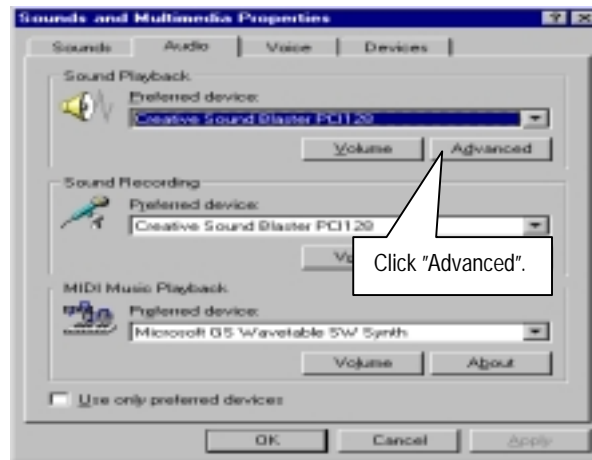 Sounds and Multimedia Properties
Sounds Audio Voice Devices
Sound Playback
Preferred device:
Creative Sound Blaster PCI128
Volume Advanced
Sound Recording
Preferred device:
Creative Sound Blaster PCI128
Click "Advanced".
MIDI Music Playback
Preferred device:
Microsoft GS Wavetable SW Synth
Volume About
Use only preferred devices
OK Cancel Apply